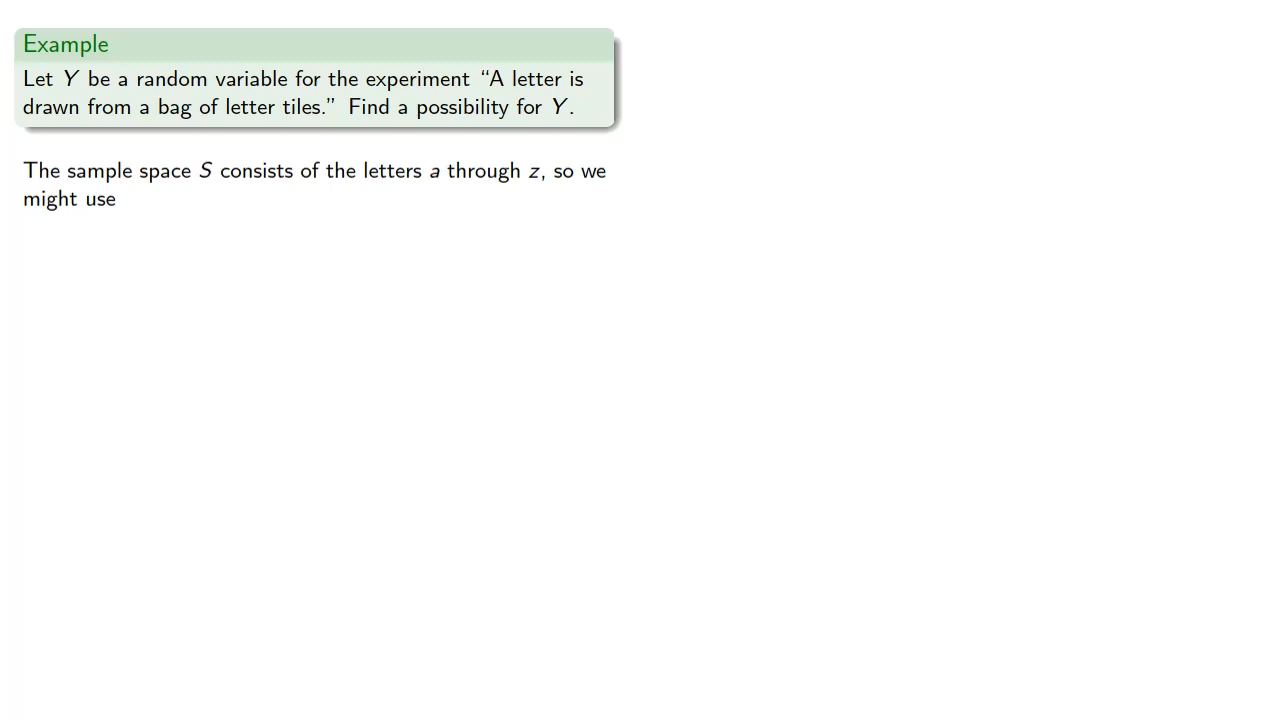 Example
Let Y be a random variable for the experiment “A letter is
drawn from a bag of letter tiles.” Find a possibility for Y.
The sample space S consists of the letters a through z, so we
might use